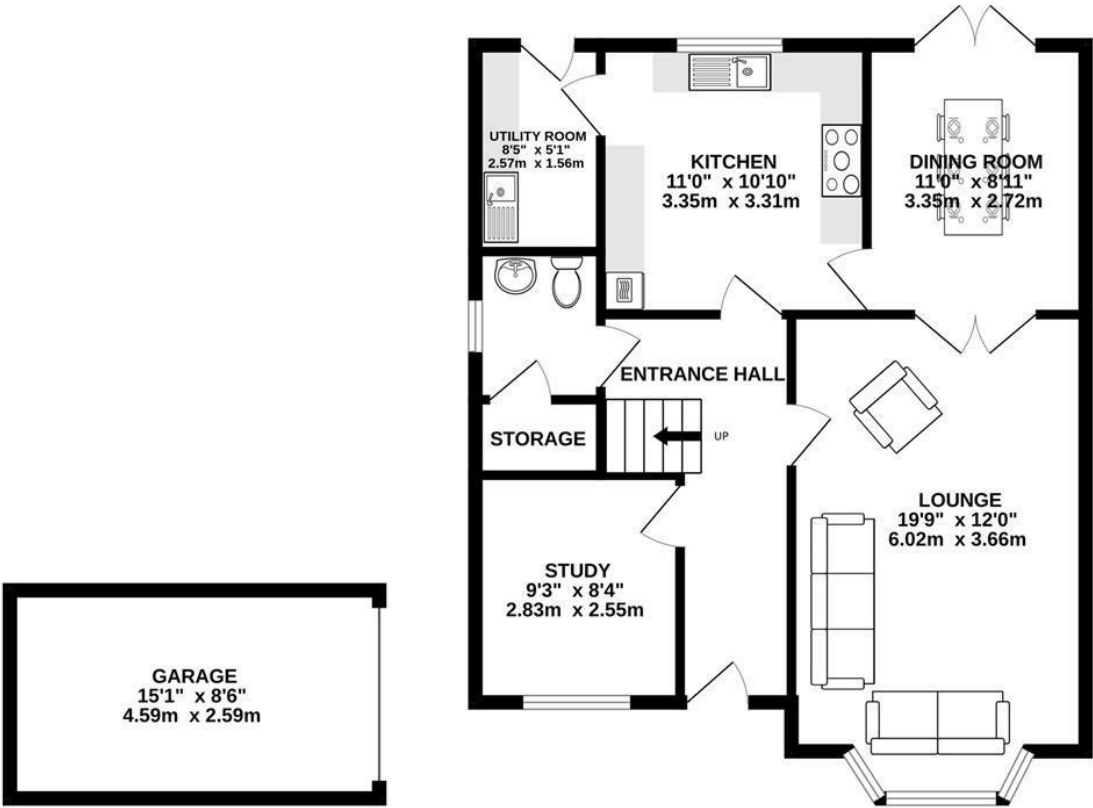 UTILITY ROOM
8'5" x 5'1"
2.57m x 1.56m
KITCHEN
11'0" x 10'10"
3.35m x 3.31m
DINING ROOM
11'0" x 8'11"
3.35m x 2.72m
ENTRANCE HALL
STORAGE
UP
LOUNGE
19'9" x 12'0"
6.02m x 3.66m
STUDY
9'3" x 8'4"
2.83m x 2.55m
GARAGE
15'1" x 8'6"
4.59m x 2.59m